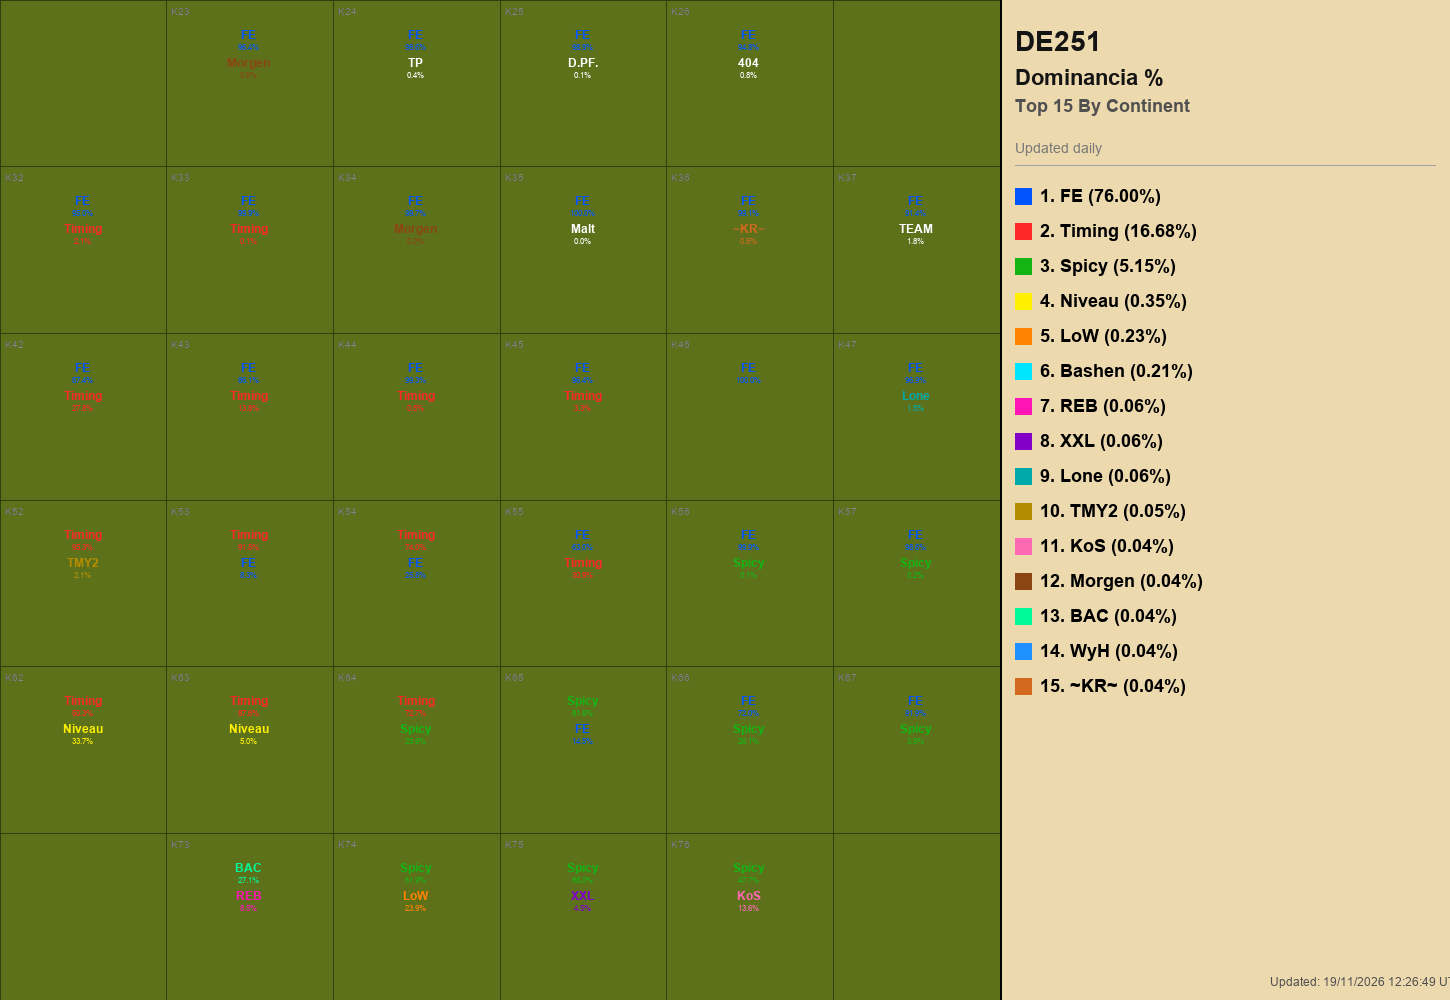 K23
FE
Morgen
K24
FE
TP
0.4%
K25
FE
D.PF.
0.1%
K26
FE
404
0.8%
K32
FE
Timing
K33
FE
Timing
K34
FE
Morgen
K35
FE
100.0%
Malt
0.0%
K36
FE
~KR~
0.8%
K37
FE
TEAM
1.8%
K42
FE
Timing
K43
FE
Timing
K44
FE
Timing
K45
FE
Timing
K46
FE
100.0%
K47
FE
Lone
K52
Timing
TMY2
2.1%
K53
Timing
FE
K54
Timing
FE
K55
FE
Timing
K56
FE
Spicy
K57
FE
Spicy
K62
Timing
Niveau
33.7%
K63
Timing
Niveau
5.0%
K64
Timing
Spicy
K65
Spicy
FE
K66
FE
Spicy
K67
FE
Spicy
K73
BAC
27.1%
REB
K74
Spicy
LoW
23.9%
K75
Spicy
XXL
4.5%
K76
Spicy
KoS
13.6%
DE251
Dominancia %
Top 15 By Continent
Updated daily
1. FE (76.00%)
2. Timing (16.68%)
3. Spicy (5.15%)
4. Niveau (0.35%)
5. LoW (0.23%)
6. Bashen (0.21%)
7. REB (0.06%)
8. XXL (0.06%)
9. Lone (0.06%)
10. TMY2 (0.05%)
11. KoS (0.04%)
12. Morgen (0.04%)
13. BAC (0.04%)
14. WyH (0.04%)
15. ~KR~ (0.04%)
Updated: 19/11/2026 12:26:49